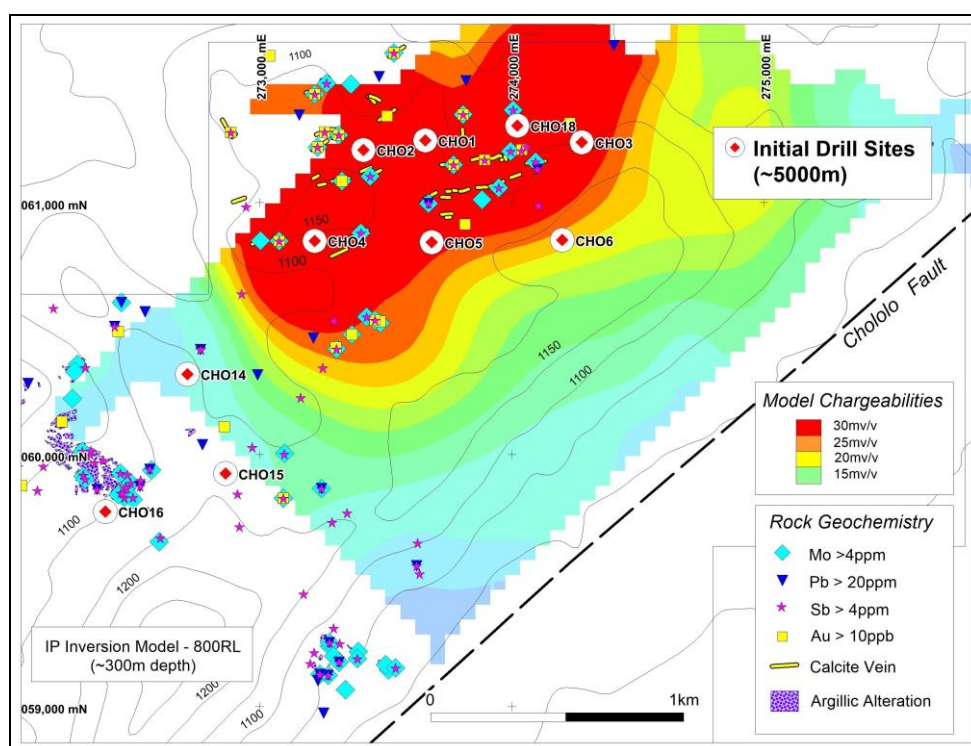 273,000 mE
274,000 mE
275,000 mE
1100
CHO18
CHO1
CHO3
CHO2
Initial Drill Sites
(~5000m)
061,000 mN
1150
CHO4
CHO5
CHO6
1100
1100
1150
Chololo Fault
1100
CHO14
Model Chargeabilities
30mv/v
25mv/v
20mv/v
15mv/v
060,000 mN
CHO15
CHO16
1100
Rock Geochemistry
Mo >4ppm
Pb > 20ppm
Sb > 4ppm
Au > 10ppb
Calcite Vein
Argillic Alteration
1200
IP Inversion Model - 800RL
(~300m depth)
1200
1100
059,000 mN
0
1km